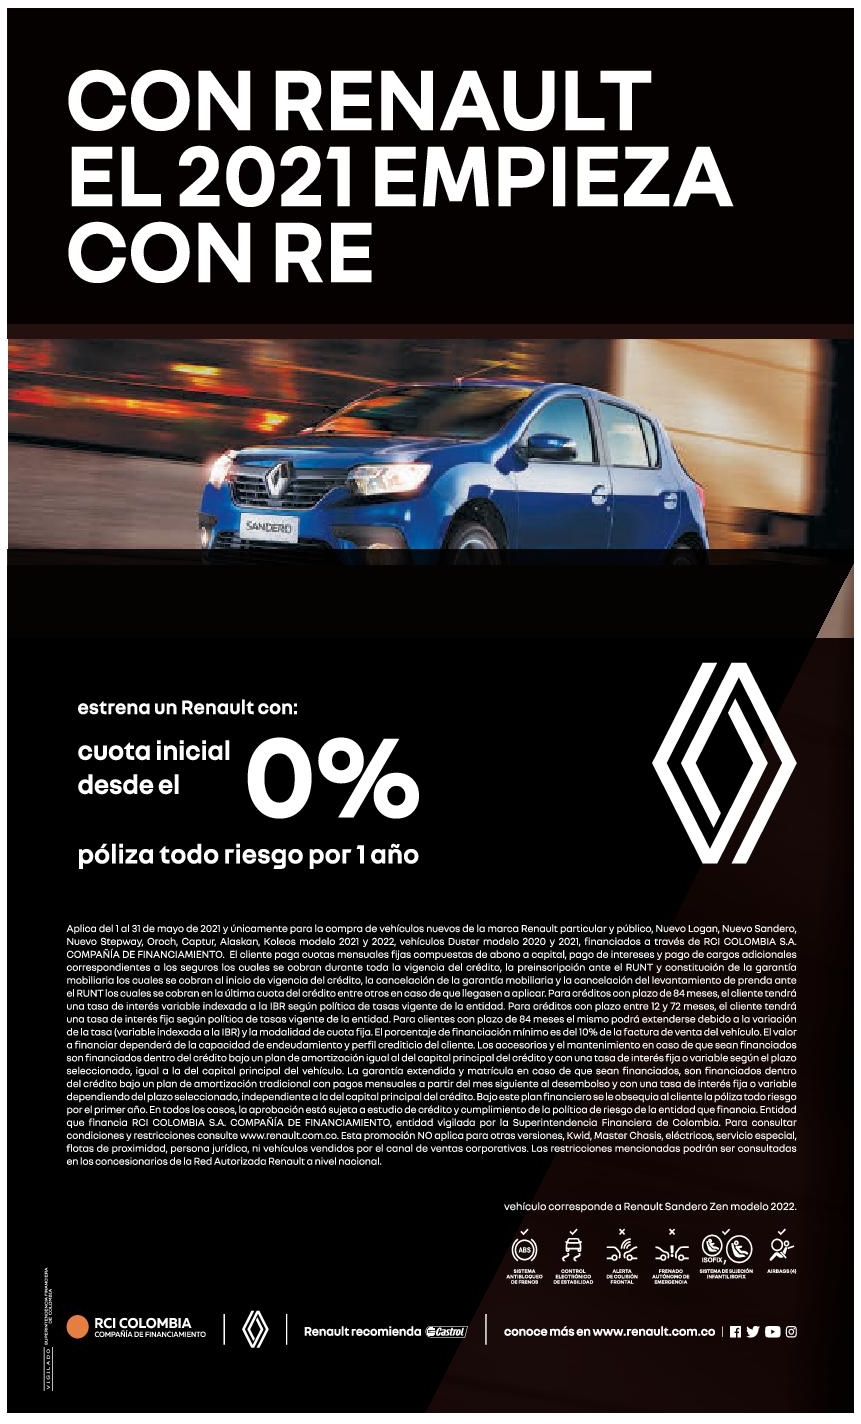 CON RENAULT
EL 2021 EMPIEZA
CON RE
SANDERO
estrena un Renault con:
cuota inicial
desde el
0%
póliza todo riesgo por 1 año
Aplica del 1 al 31 de mayo de 2021 y únicamente para la compra de vehículos nuevos de la marca Renault particular y público, Nuevo Logan, Nuevo Sandero,
Nuevo Stepway, Oroch, Captur, Alaskan, Koleos modelo 2021 y 2022, vehículos Duster modelo 2020 y 2021, financiados a través de RCI COLOMBIA S.A.
COMPAÑÍA DE FINANCIAMIENTO. El cliente paga cuotas mensuales fijas compuestas de abono a capital, pago de intereses y pago de cargos adicionales
correspondientes a los seguros los cuales se cobran durante toda la vigencia del crédito, la preinscripción ante el RUNT y constitución de la garantía
mobiliaria los cuales se cobran al inicio de vigencia del crédito, la cancelación de la garantía mobiliaria y la cancelación del levantamiento de prenda ante
el RUNT los cuales se cobran en la última cuota del crédito entre otros en caso de que llegasen a aplicar. Para créditos con plazo de 84 meses, el cliente tendrá
una tasa de interés variable indexada a la IBR según política de tasas vigente de la entidad. Para créditos con plazo entre 12 y 72 meses, el cliente tendrá
una tasa de interés fija según política de tasas vigente de la entidad. Para clientes con plazo de 84 meses el mismo podrá extenderse debido a la variación
de la tasa (variable indexada a la IBR) y la modalidad de cuota fija. El porcentaje de financiación mínimo es del 10% de la factura de venta del vehículo. El valor
a financiar dependerá de la capacidad de endeudamiento y perfil crediticio del cliente. Los accesorios y el mantenimiento en caso de que sean financiados
son financiados dentro del crédito bajo un plan de amortización igual al del capital principal del crédito y con una tasa de interés fija o variable según el plazo
seleccionado, igual a la del capital principal del vehículo. La garantía extendida y matrícula en caso de que sean financiados, son financiados dentro
del crédito bajo un plan de amortización tradicional con pagos mensuales a partir del mes siguiente al desembolso y con una tasa de interés fija o variable
dependiendo del plazo seleccionado, independiente a la del capital principal del crédito. Bajo este plan financiero se le obsequia al cliente la póliza todo riesgo
por el primer año. En todos los casos, la aprobación está sujeta a estudio de crédito y cumplimiento de la política de riesgo de la entidad que financia. Entidad
que financia RCI COLOMBIA S.A. COMPAÑÍA DE FINANCIAMIENTO, entidad vigilada por la Superintendencia Financiera de Colombia. Para consultar
condiciones y restricciones consulte www.renault.com.co. Esta promoción NO aplica para otras versiones, Kwid, Master Chasis, eléctricos, servicio especial,
flotas de proximidad, persona jurídica, ni vehículos vendidos por el canal de ventas corporativas. Las restricciones mencionadas podrán ser consultadas
en los concesionarios de la Red Autorizada Renault a nivel nacional.
vehículo corresponde a Renault Sandero Zen modelo 2022.
ABS
ISOFIX y
SISTEMA ANTIBLOQUEO DE FRENOS
CONTROL ELECTRÓNICO DE ESTABILIDAD
ALERTA DE COLISIÓN FRONTAL
FRENADO AUTÓNOMO DE EMERGENCIA
SISTEMA DE SUJECIÓN INFANTIL ISOFIX
AIRBAGS (4)
VIGILADO SUPERINTENDENCIA FINANCIERA DE COLOMBIA
RCI COLOMBIA
COMPAÑÍA DE FINANCIAMIENTO
Renault recomienda Castrol
conoce más en www.renault.com.co